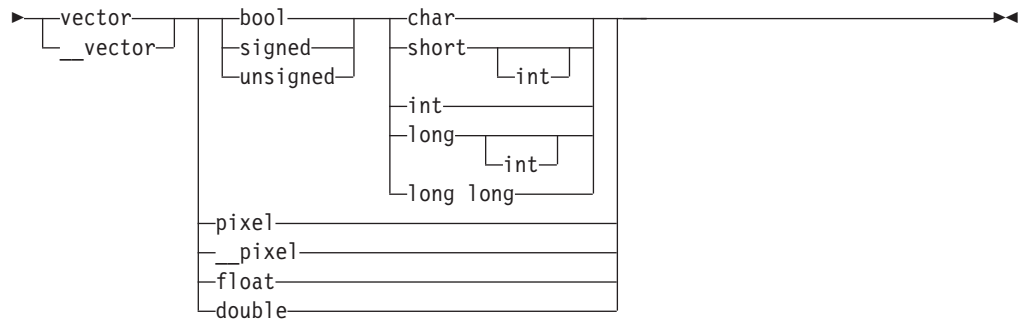 vector bool char
__vector signed short
unsigned int
int
long
int
long long
pixel
__pixel
float
double